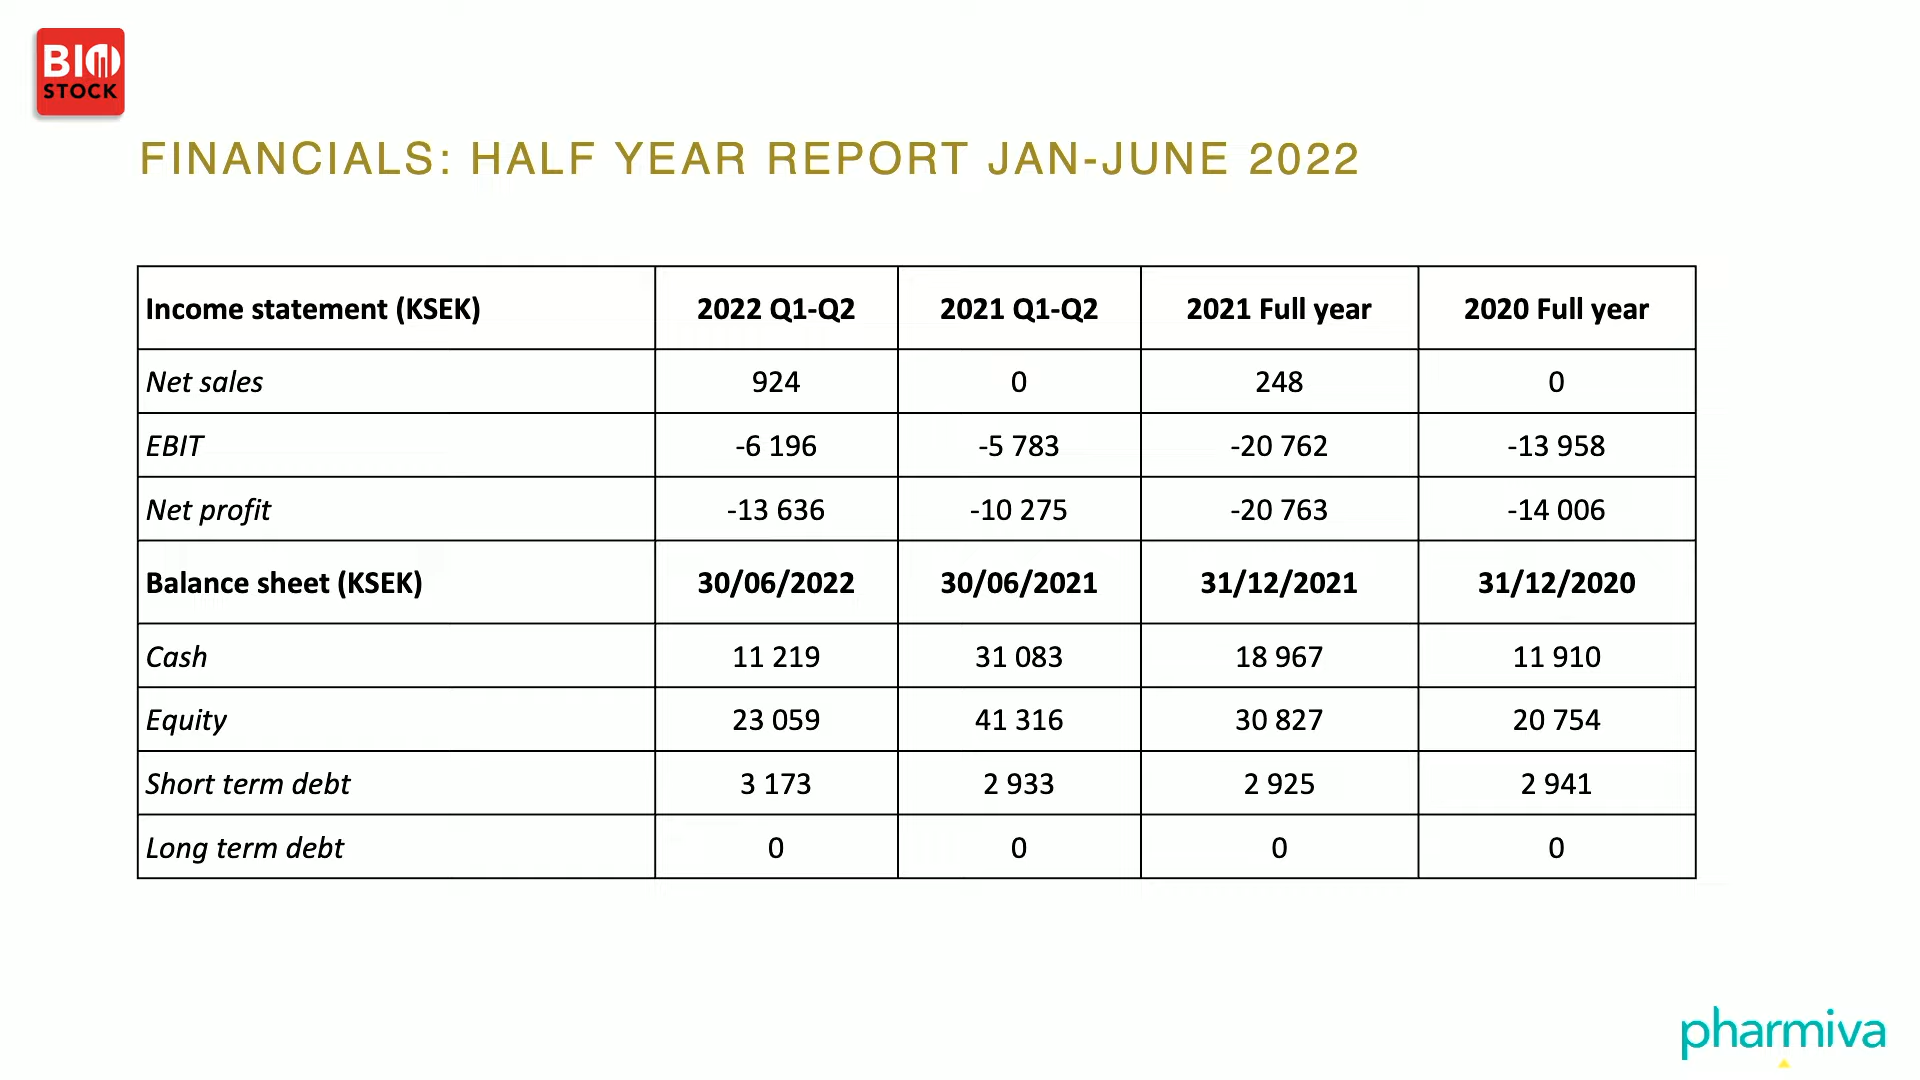 BIO
STOCK
FINANCIALS: HALF YEAR REPORT JAN-JUNE 2022
Income statement (KSEK) 2022 Q1-Q2 2021 Q1-Q2 2021 Full year 2020 Full year
Net sales 924 0 248 0
EBIT -6 196 -5 783 -20 762 -13 958
Net profit -13 636 -10 275 -20 763 -14 006
Balance sheet (KSEK) 30/06/2022 30/06/2021 31/12/2021 31/12/2020
Cash 11 219 31 083 18 967 11 910
Equity 23 059 41 316 30 827 20 754
Short term debt 3 173 2 933 2 925 2 941
Long term debt 0 0 0 0
pharmiva